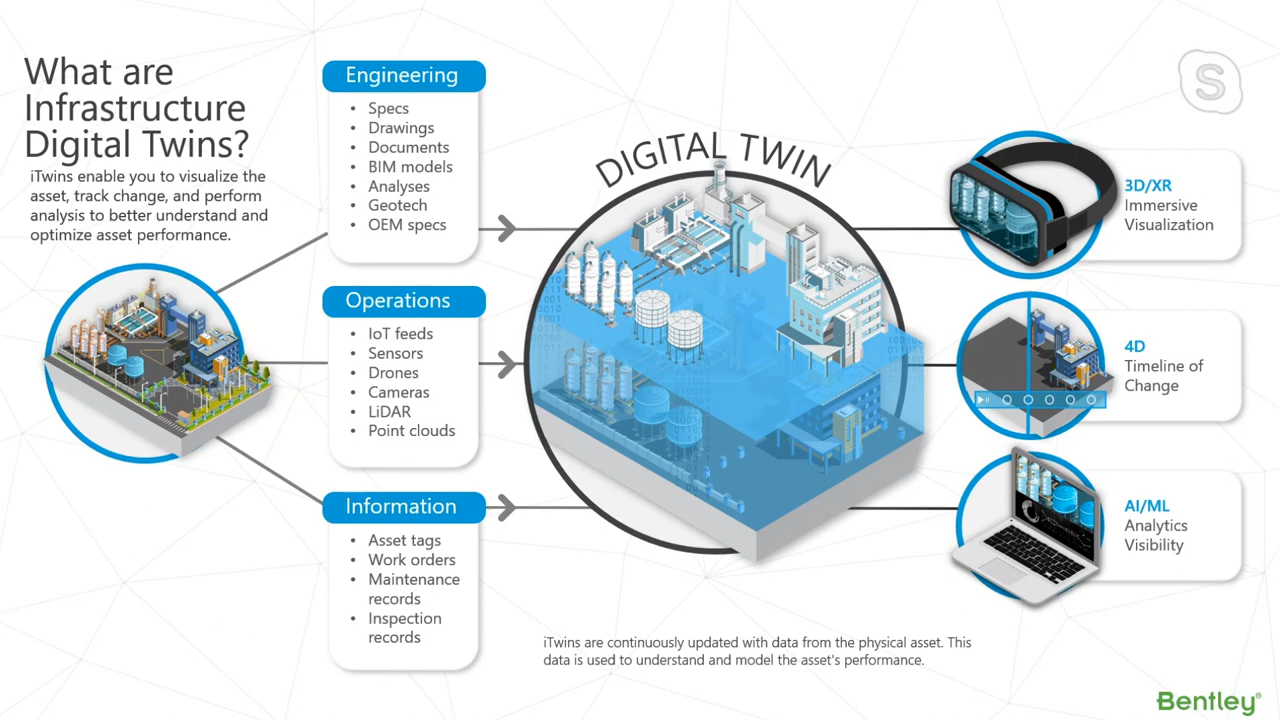 What are
Infrastructure
Digital Twins?
iTwins enable you to visualize the
asset, track change, and perform
analysis to better understand and
optimize asset performance.
Engineering
• Specs
• Drawings
• Documents
• BIM models
• Analyses
• Geotech
• OEM specs
Operations
• IoT feeds
• Sensors
• Drones
• Cameras
• LiDAR
• Point clouds
Information
• Asset tags
• Work orders
• Maintenance
records
• Inspection
records
DIGITAL TWIN
iTwins are continuously updated with data from the physical asset. This
data is used to understand and model the asset's performance.
S
3D/XR
Immersive
Visualization
4D
Timeline of
Change
AI/ML
Analytics
Visibility
Bentley®